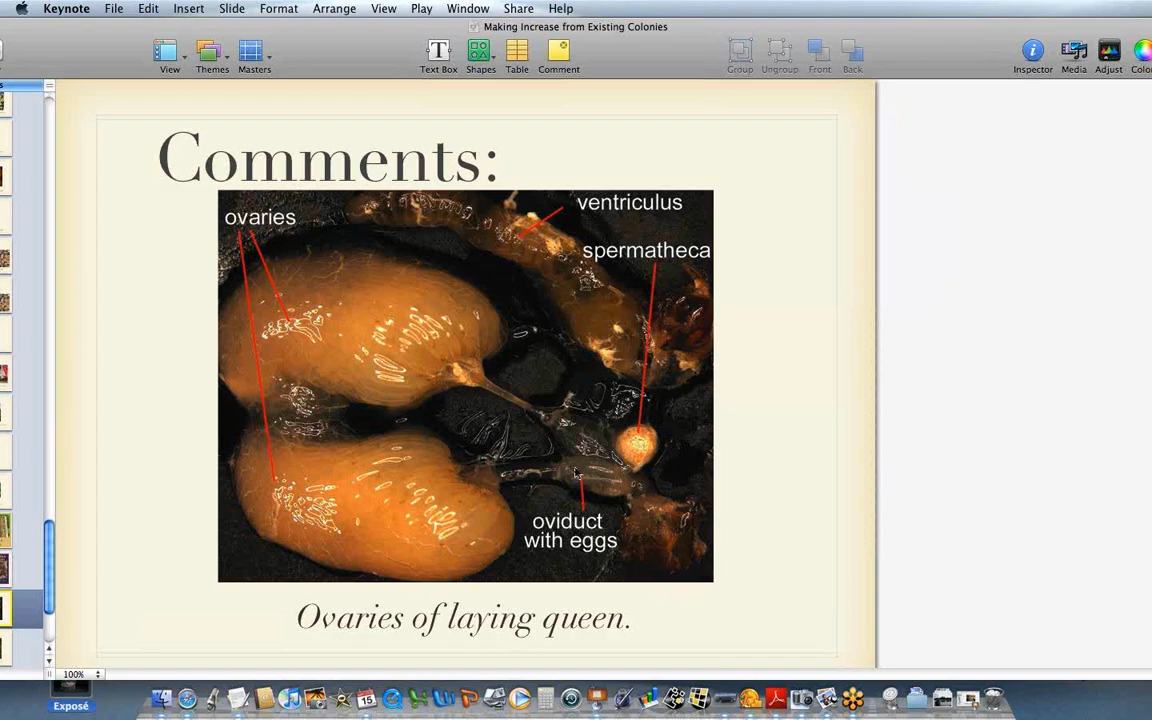 Keynote File Edit Insert Slide Format Arrange View Play Window Share Help
Making Increase from Existing Colonies
View Themes Masters Text Box Shapes Table Comment Group Ungroup Front Back Inspector Media Adjust Colo
Comments:
ovaries
ventriculus
spermatheca
oviduct
with eggs
Ovaries of laying queen.
100%
Exposé
15